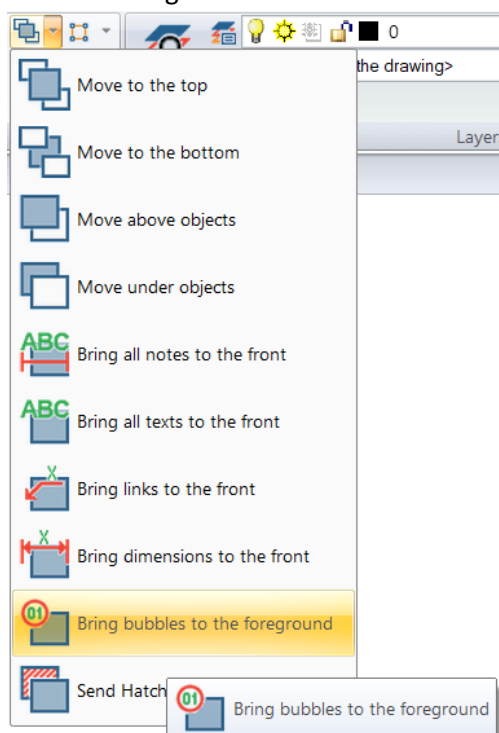 0
the drawing>
Move to the top
Layer
Move to the bottom
Move above objects
Move under objects
ABC
Bring all notes to the front
ABC
Bring all texts to the front
X
Bring links to the front
X
Bring dimensions to the front
01
Bring bubbles to the foreground
Send Hatch
01
Bring bubbles to the foreground